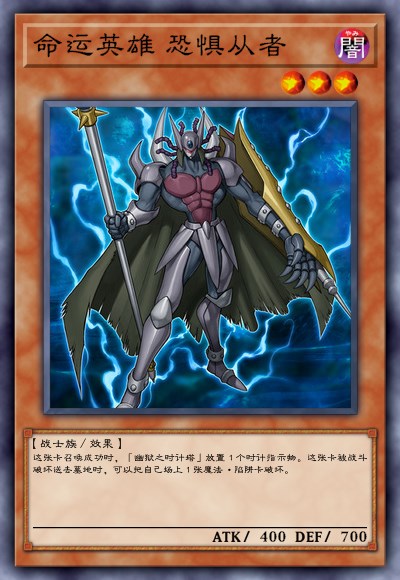 命运英雄 恐惧从者
やみ
闇
【战士族／效果】
这张卡召唤成功时，「幽狱之时计塔」放置1个时计指示物。这张卡被战斗
破坏送去墓地时，可以把自己场上1张魔法·陷阱卡破坏。
ATK/ 400 DEF/ 700